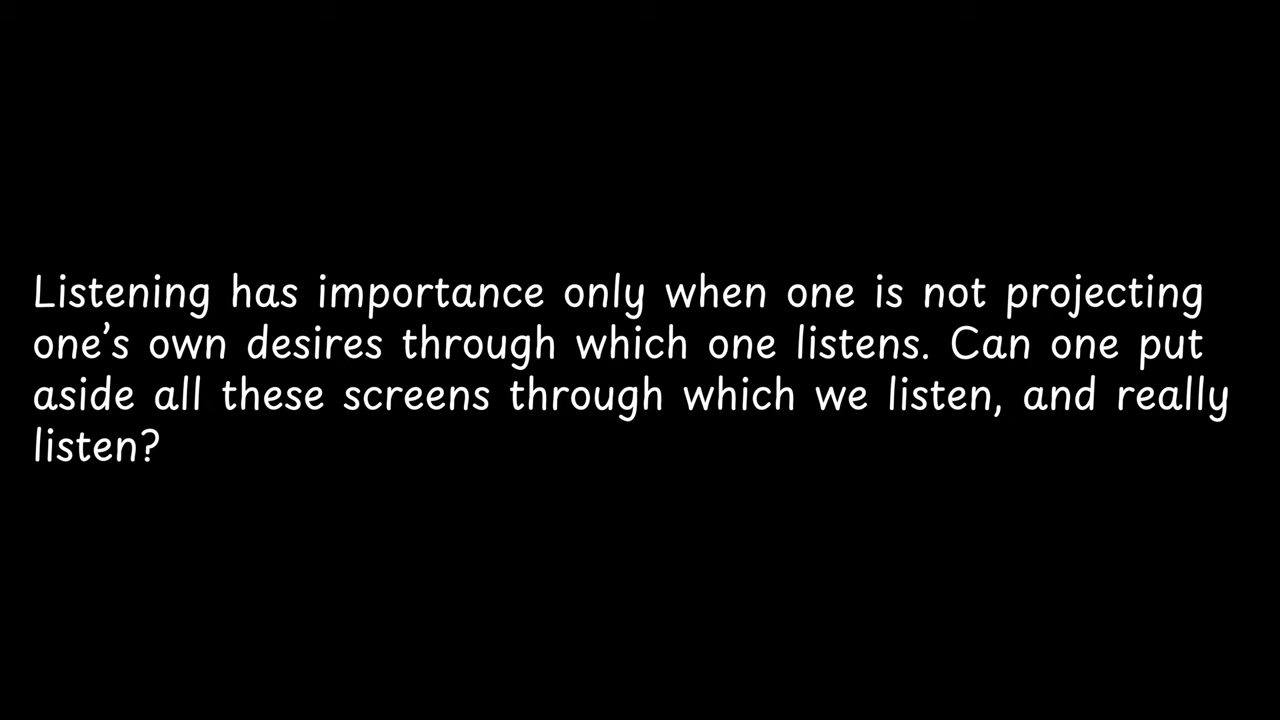 Listening has importance only when one is not projecting
one’s own desires through which one listens. Can one put
aside all these screens through which we listen, and really
listen?